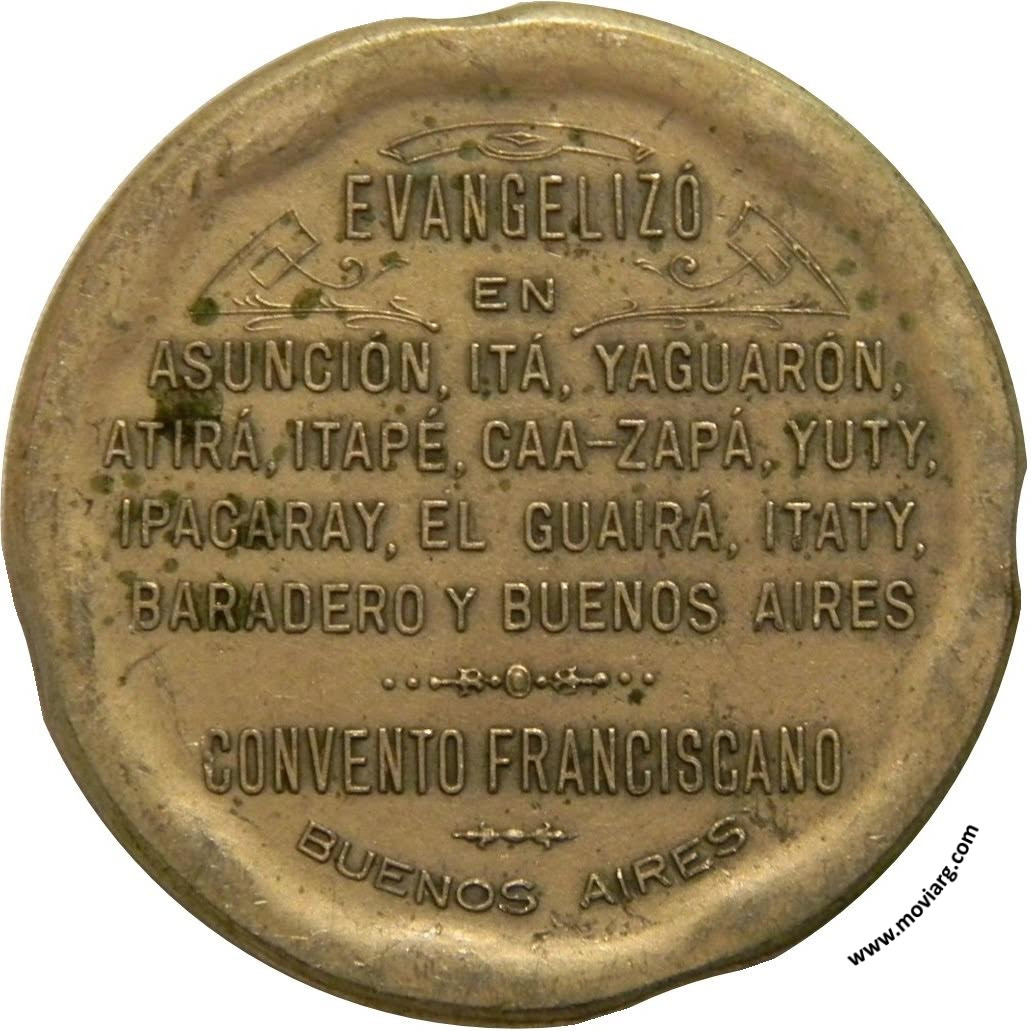 EVANGELIZÓ
EN
ASUNCIÓN, ITÁ, YAGUARÓN,
ATIRÁ, ITAPÉ, CAA-ZAPÁ, YUTY,
IPACARAY, EL GUAIRÁ, ITATY,
BARADERO Y BUENOS AIRES
CONVENTO FRANCISCANO
BUENOS AIRES
www.moviarg.com